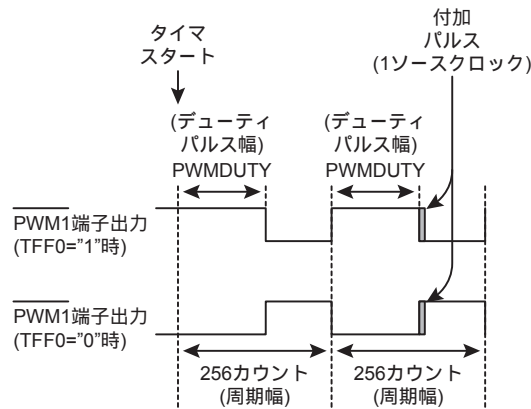 タイマ
スタート
付加
パルス
(1ソースクロック)
(デューティ
パルス幅)
PWMDUTY
(デューティ
パルス幅)
PWMDUTY
PWM1端子出力
(TFF0=”1”時)
PWM1端子出力
(TFF0=”0”時)
256カウント
(周期幅)
256カウント
(周期幅)